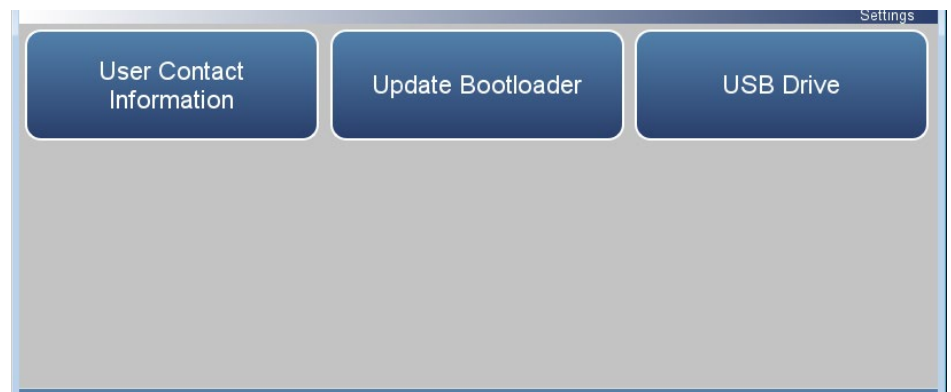 Settings
User Contact
Information
Update Bootloader
USB Drive